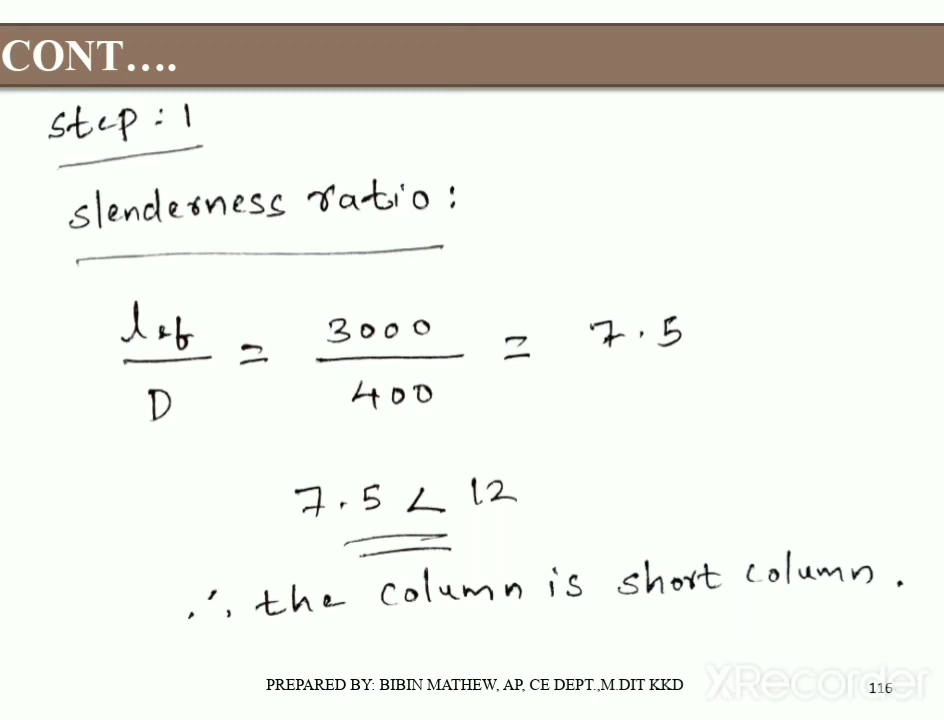 CONT....
step : 1
slenderness ratio :
lef / D = 3000 / 400 = 7.5
7.5 < 12
∴ the column is short column .
PREPARED BY: BIBIN MATHEW, AP, CE DEPT.,M.DIT KKD
XRecorder
116